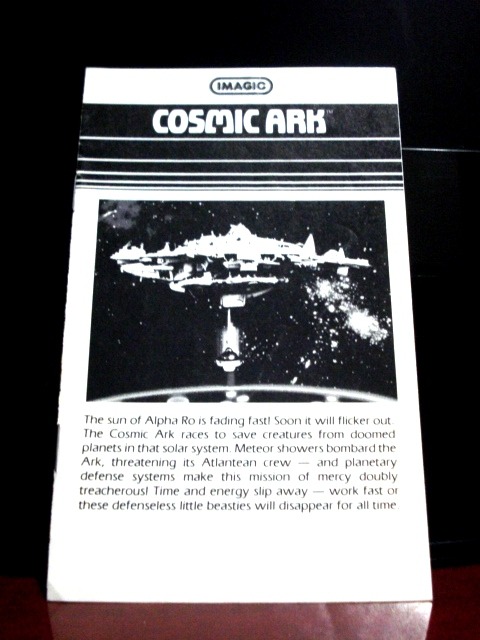 IMAGIC
COSMIC ARK™
The sun of Alpha Ro is fading fast! Soon it will flicker out.
The Cosmic Ark races to save creatures from doomed
planets in that solar system. Meteor showers bombard the
Ark, threatening its Atlantean crew — and planetary
defense systems make this mission of mercy doubly
treacherous! Time and energy slip away — work fast or
these defenseless little beasties will disappear for all time